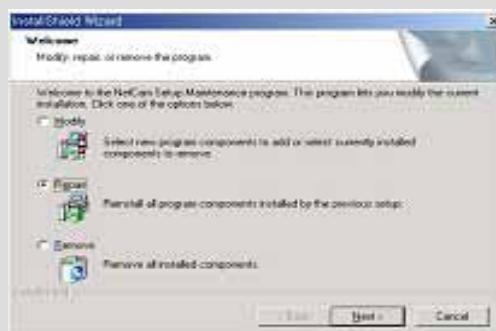 InstallShield Wizard
Welcome
Modify, repair, or remove the program.
Welcome to the NetCam Setup Maintenance program. This program lets you modify the current
installation. Click one of the options below.
Modify
Select new program components to add or select currently installed
components to remove.
Repair
Reinstall all program components installed by the previous setup.
Remove
Remove all installed components.
InstallShield
< Back
Next >
Cancel